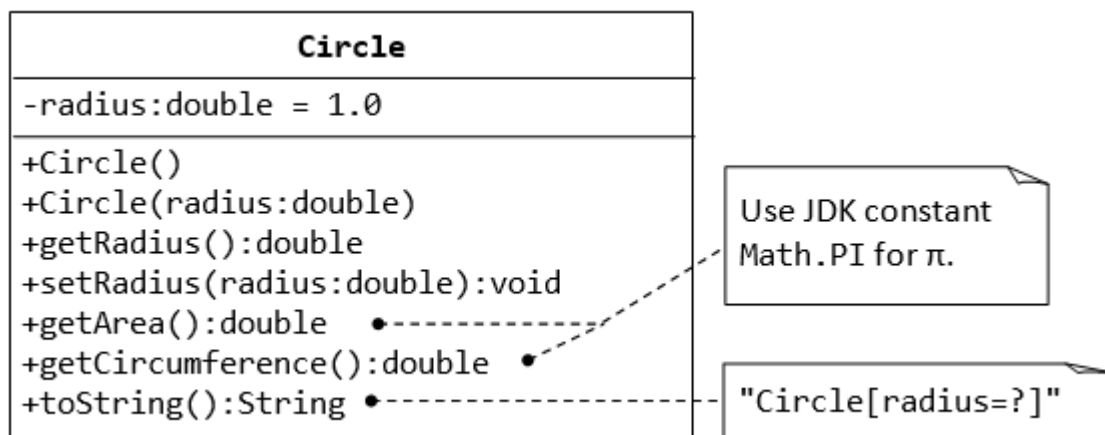 Circle
-radius:double = 1.0
+Circle()
+Circle(radius:double)
+getRadius():double
+setRadius(radius:double):void
+getArea():double
+getCircumference():double
+toString():String
Use JDK constant
Math.PI for π.
"Circle[radius=?]"